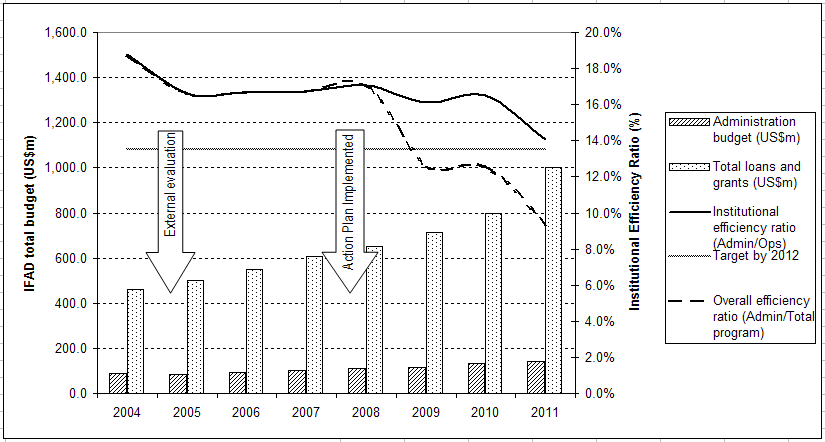 1,600.0
1,400.0
1,200.0
1,000.0
800.0
600.0
400.0
200.0
0.0
IFAD total budget (US$m)
External evaluation
Action Plan Implemented
20.0%
18.0%
16.0%
14.0%
12.0%
10.0%
8.0%
6.0%
4.0%
2.0%
0.0%
Institutional Efficiency Ratio (%)
2004 2005 2006 2007 2008 2009 2010 2011
Administration
budget (US$m)
Total loans and
grants (US$m)
Institutional
efficiency ratio
(Admin/Ops)
Target by 2012
Overall efficiency
ratio (Admin/Total
program)